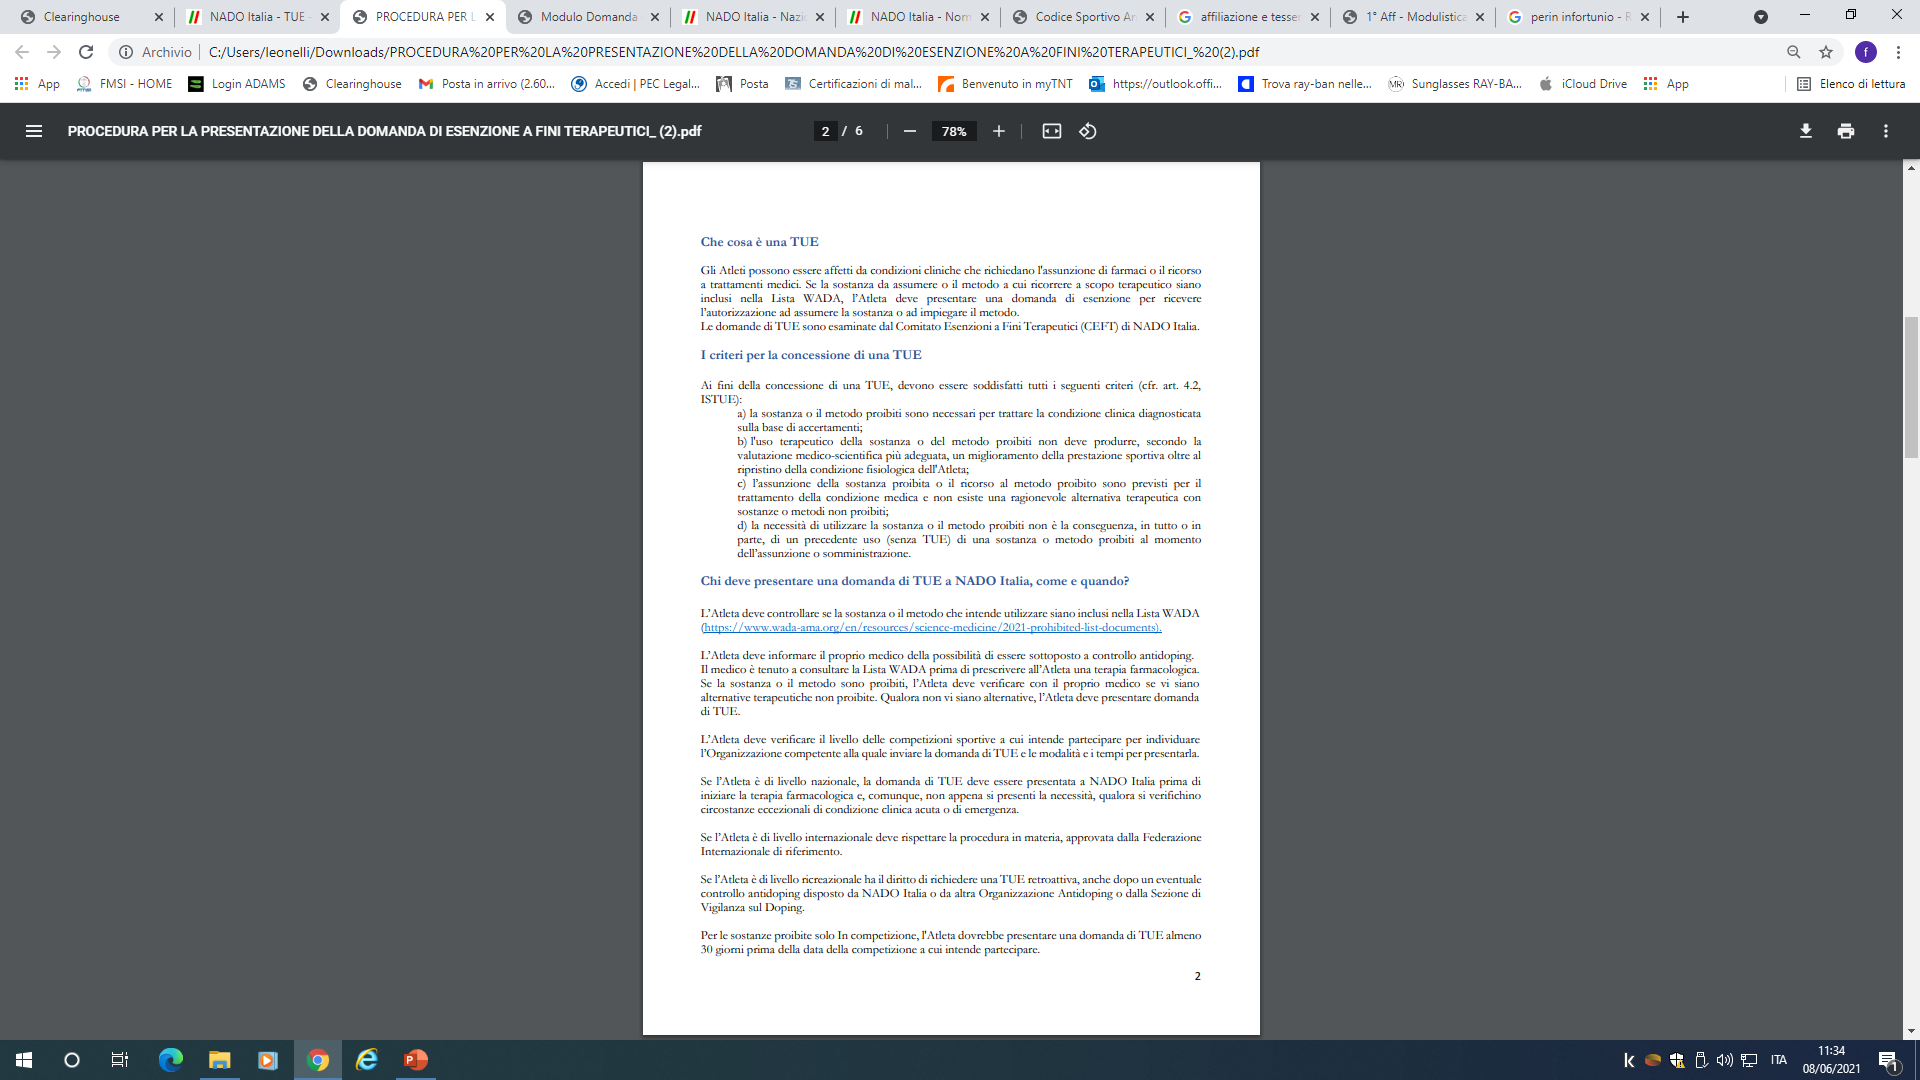 Clearinghouse
NADO Italia - TUE -
PROCEDURA PER L
Modulo Domanda
NADO Italia - Nazi
NADO Italia - Norm
Codice Sportivo An
affiliazione e tesser
1° Aff - Modulistica
perin infortunio - R
Archivio
C:/Users/leonelli/Downloads/PROCEDURA%20PER%20LA%20PRESENTAZIONE%20DELLA%20DOMANDA%20DI%20ESENZIONE%20A%20FINI%20TERAPEUTICI_%20(2).pdf
f
App
FMSI - HOME
Login ADAMS
Clearinghouse
Posta in arrivo (2.60...
Accedi | PEC Legal...
Posta
Certificazioni di mal...
Benvenuto in myTNT
https://outlook.offi...
Trova ray-ban nelle...
Sunglasses RAY-BA...
iCloud Drive
App
Elenco di lettura
PROCEDURA PER LA PRESENTAZIONE DELLA DOMANDA DI ESENZIONE A FINI TERAPEUTICI_ (2).pdf
2 / 6
78%
Che cosa è una TUE
Gli Atleti possono essere affetti da condizioni cliniche che richiedano l'assunzione di farmaci o il ricorso
a trattamenti medici. Se la sostanza da assumere o il metodo a cui ricorrere a scopo terapeutico siano
inclusi nella Lista WADA, l'Atleta deve presentare una domanda di esenzione per ricevere
l'autorizzazione ad assumere la sostanza o ad impiegare il metodo.
Le domande di TUE sono esaminate dal Comitato Esenzioni a Fini Terapeutici (CEFT) di NADO Italia.
I criteri per la concessione di una TUE
Ai fini della concessione di una TUE, devono essere soddisfatti tutti i seguenti criteri (cfr. art. 4.2,
ISTUE):
a) la sostanza o il metodo proibiti sono necessari per trattare la condizione clinica diagnosticata
sulla base di accertamenti;
b) l'uso terapeutico della sostanza o del metodo proibiti non deve produrre, secondo la
valutazione medico-scientifica più adeguata, un miglioramento della prestazione sportiva oltre al
ripristino della condizione fisiologica dell'Atleta;
c) l'assunzione della sostanza proibita o il ricorso al metodo proibito sono previsti per il
trattamento della condizione medica e non esiste una ragionevole alternativa terapeutica con
sostanze o metodi non proibiti;
d) la necessità di utilizzare la sostanza o il metodo proibiti non è la conseguenza, in tutto o in
parte, di un precedente uso (senza TUE) di una sostanza o metodo proibiti al momento
dell'assunzione o somministrazione.
Chi deve presentare una domanda di TUE a NADO Italia, come e quando?
L'Atleta deve controllare se la sostanza o il metodo che intende utilizzare siano inclusi nella Lista WADA
(https://www.wada-ama.org/en/resources/science-medicine/2021-prohibited-list-documents).
L'Atleta deve informare il proprio medico della possibilità di essere sottoposto a controllo antidoping.
Il medico è tenuto a consultare la Lista WADA prima di prescrivere all'Atleta una terapia farmacologica.
Se la sostanza o il metodo sono proibiti, l'Atleta deve verificare con il proprio medico se vi siano
alternative terapeutiche non proibite. Qualora non vi siano alternative, l'Atleta deve presentare domanda
di TUE.
L'Atleta deve verificare il livello delle competizioni sportive a cui intende partecipare per individuare
l'Organizzazione competente alla quale inviare la domanda di TUE e le modalità e i tempi per presentarla.
Se l'Atleta è di livello nazionale, la domanda di TUE deve essere presentata a NADO Italia prima di
iniziare la terapia farmacologica e, comunque, non appena si presenti la necessità, qualora si verifichino
circostanze eccezionali di condizione clinica acuta o di emergenza.
Se l'Atleta è di livello internazionale deve rispettare la procedura in materia, approvata dalla Federazione
Internazionale di riferimento.
Se l'Atleta è di livello ricreazionale ha il diritto di richiedere una TUE retroattiva, anche dopo un eventuale
controllo antidoping disposto da NADO Italia o da altra Organizzazione Antidoping o dalla Sezione di
Vigilanza sul Doping.
Per le sostanze proibite solo In competizione, l'Atleta dovrebbe presentare una domanda di TUE almeno
30 giorni prima della data della competizione a cui intende partecipare.
2
ITA
11:34
08/06/2021
1